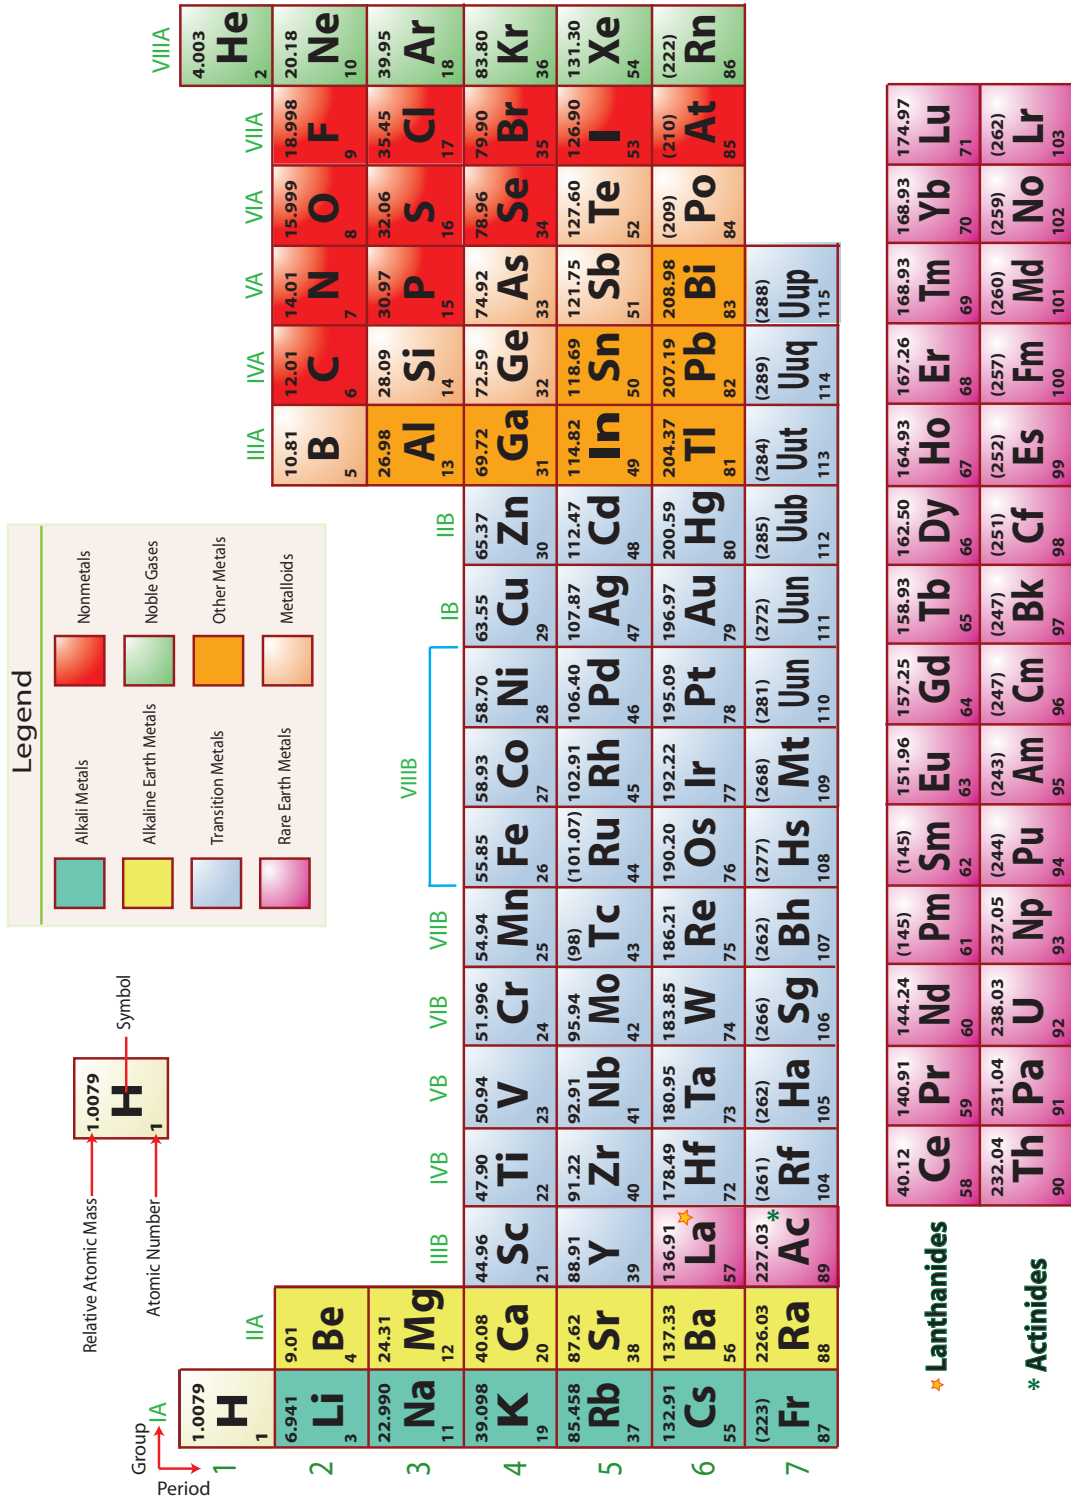 Legend
Alkali Metals
Alkaline Earth Metals
Transition Metals
Rare Earth Metals
Nonmetals
Noble Gases
Other Metals
Metalloids
Relative Atomic Mass
1.0079
H
1
Symbol
Atomic Number
Group
Period
IA IIA IIIB IVB VB VIB VIIB VIIIB IB IIB IIIA IVA VA VIA VIIA VIIIA
1
1.0079 4.003
H He
1 2
2
6.941 9.01 10.81 12.01 14.01 15.999 18.998 20.18
Li Be B C N O F Ne
3 4 5 6 7 8 9 10
3
22.990 24.31 26.98 28.09 30.97 32.06 35.45 39.95
Na Mg Al Si P S Cl Ar
11 12 13 14 15 16 17 18
4
39.098 40.08 44.96 47.90 50.94 51.996 54.94 55.85 58.93 58.70 63.55 65.37 69.72 72.59 74.92 78.96 79.90 83.80
K Ca Sc Ti V Cr Mn Fe Co Ni Cu Zn Ga Ge As Se Br Kr
19 20 21 22 23 24 25 26 27 28 29 30 31 32 33 34 35 36
5
85.458 87.62 88.91 91.22 92.91 95.94 (98) (101.07) 102.91 106.40 107.87 112.47 114.82 118.69 121.75 127.60 126.90 131.30
Rb Sr Y Zr Nb Mo Tc Ru Rh Pd Ag Cd In Sn Sb Te I Xe
37 38 39 40 41 42 43 44 45 46 47 48 49 50 51 52 53 54
6
132.91 137.33 136.91 178.49 180.95 183.85 186.21 190.20 192.22 195.09 196.97 200.59 204.37 207.19 208.98 (209) (210) (222)
Cs Ba La Hf Ta W Re Os Ir Pt Au Hg Tl Pb Bi Po At Rn
55 56 57 72 73 74 75 76 77 78 79 80 81 82 83 84 85 86
7
(223) 226.03 227.03 (261) (262) (266) (262) (277) (268) (281) (272) (285) (284) (289) (288)
Fr Ra Ac* Rf Ha Sg Bh Hs Mt Uun Uun Uub Uut Uuq Uup
87 88 89 104 105 106 107 108 109 110 111 112 113 114 115
Lanthanides
40.12 140.91 144.24 (145) (145) 151.96 157.25 158.93 162.50 164.93 167.26 168.93 168.93 174.97
Ce Pr Nd Pm Sm Eu Gd Tb Dy Ho Er Tm Yb Lu
58 59 60 61 62 63 64 65 66 67 68 69 70 71
* Actinides
232.04 231.04 238.03 237.05 (244) (243) (247) (247) (251) (252) (257) (260) (259) (262)
Th Pa U Np Pu Am Cm Bk Cf Es Fm Md No Lr
90 91 92 93 94 95 96 97 98 99 100 101 102 103